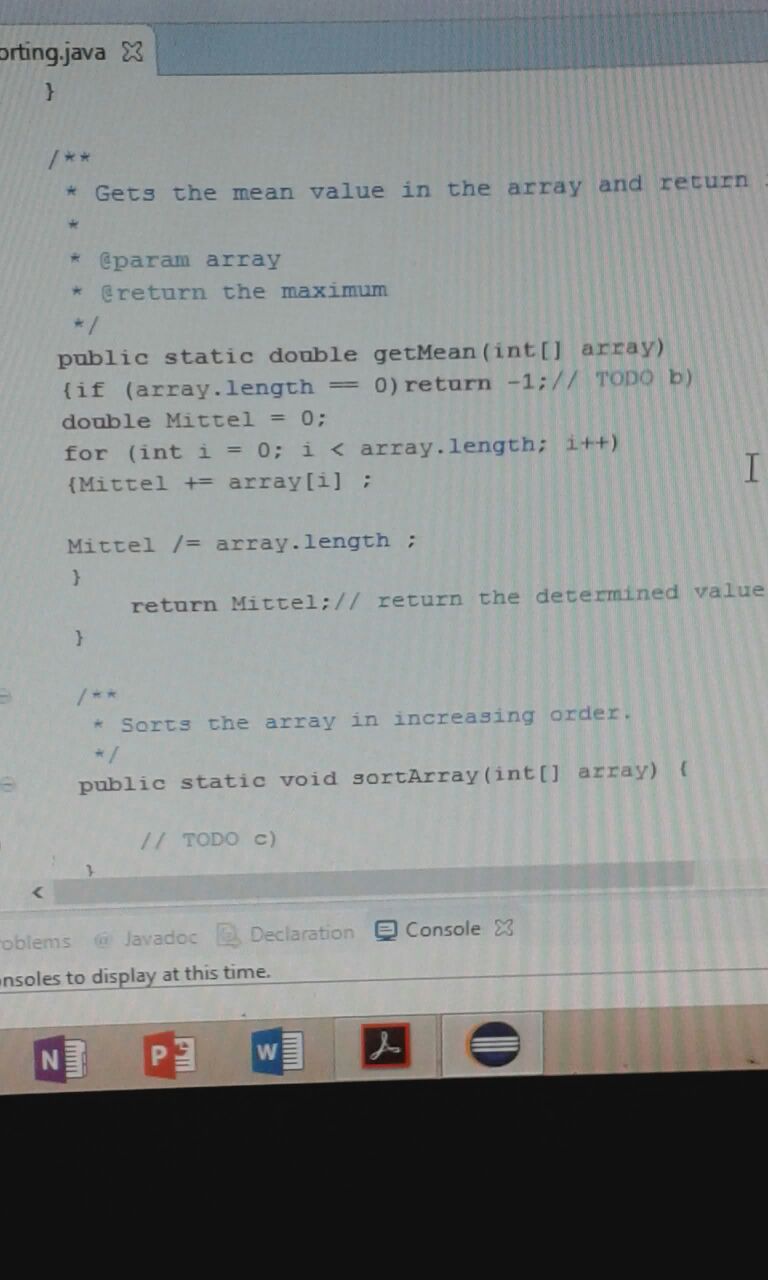 orting.java
}
/**
* Gets the mean value in the array and return
*
* @param array
* @return the maximum
*/
public static double getMean(int[] array)
{if (array.length == 0)return -1;// TODO b)
double Mittel = 0;
for (int i = 0; i < array.length; i++)
{Mittel += array[i] ;
Mittel /= array.length ;
}
return Mittel;// return the determined value
}
/**
* Sorts the array in increasing order.
*/
public static void sortArray(int[] array) {
// TODO c)
}
<
oblems @ Javadoc Declaration Console
onsoles to display at this time.
N P W